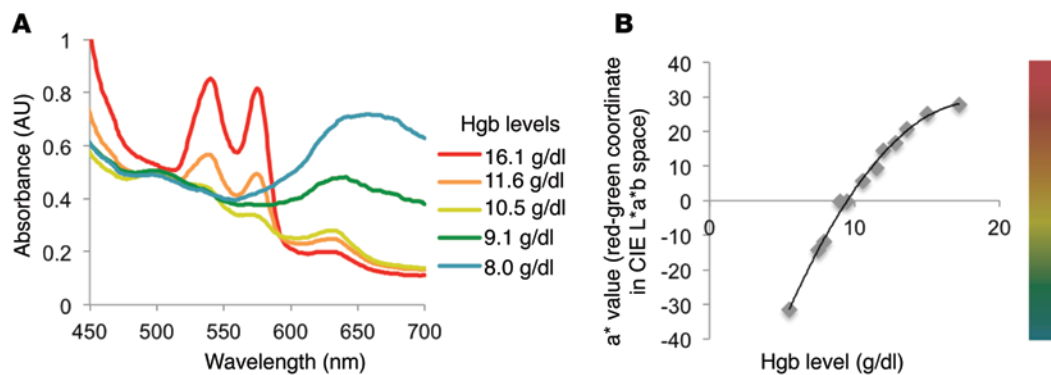 A
Absorbance (AU)
1
0.8
0.6
0.4
0.2
0
450 500 550 600 650 700
Wavelength (nm)
Hgb levels
16.1 g/dl
11.6 g/dl
10.5 g/dl
9.1 g/dl
8.0 g/dl
B
a* value (red-green coordinate
in CIE L*a*b space)
40
30
20
10
0
-10
-20
-30
-40
0 10 20
Hgb level (g/dl)